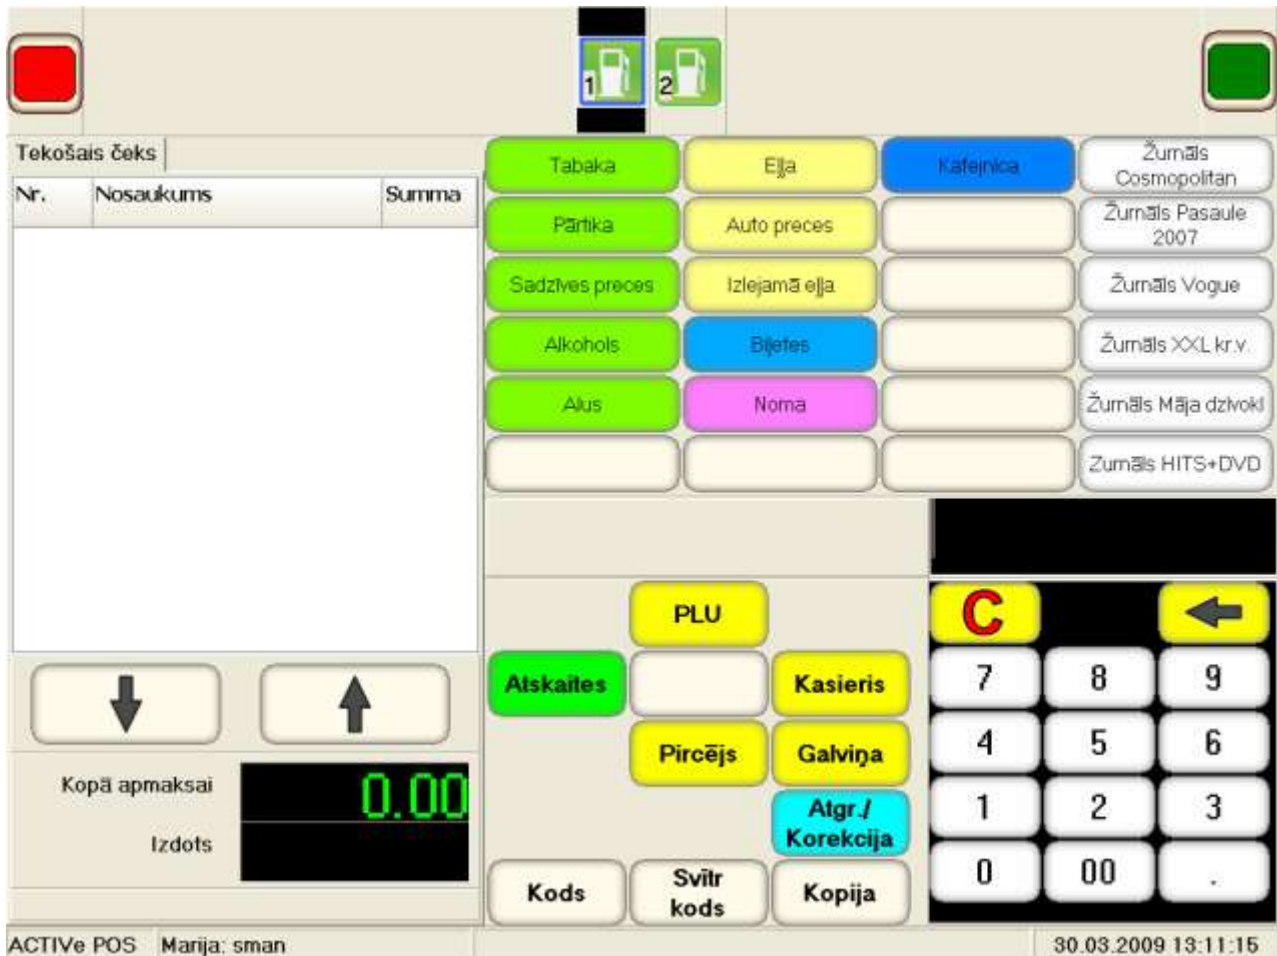 1
2
Tekošais čeks
Nr. Nosaukums Summa
Tabaka
Eļļa
Kafejnīca
Žurnāls
Cosmopolitan
Pārtika
Auto preces
Žurnāls Pasaule
2007
Sadzīves preces
Izlejamā eļļa
Žurnāls Vogue
Alkohols
Biļetes
Žurnāls XXL kr.v.
Alus
Noma
Žurnāls Māja dzīvokl
Žurnāls HITS+DVD
PLU
C
Atskaites
Kasieris
7 8 9
Pircējs
Galviņa
4 5 6
Kopā apmaksai 0.00
Atgr./
Korekcija
1 2 3
Izdots
Kods
Svītr
kods
Kopija
0 00 .
ACTIVe POS Marija: sman 30.03.2009 13:11:15